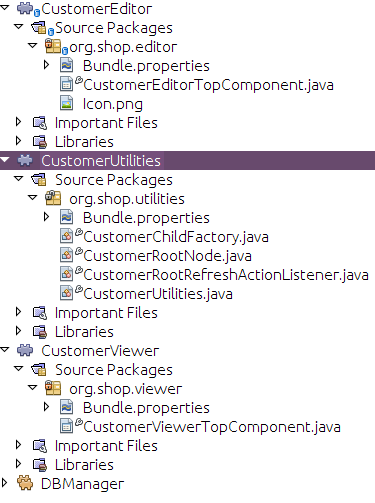 CustomerEditor
Source Packages
org.shop.editor
Bundle.properties
CustomerEditorTopComponent.java
Icon.png
Important Files
Libraries
CustomerUtilities
Source Packages
org.shop.utilities
Bundle.properties
CustomerChildFactory.java
CustomerRootNode.java
CustomerRootRefreshActionListener.java
CustomerUtilities.java
Important Files
Libraries
CustomerViewer
Source Packages
org.shop.viewer
Bundle.properties
CustomerViewerTopComponent.java
Important Files
Libraries
DBManager